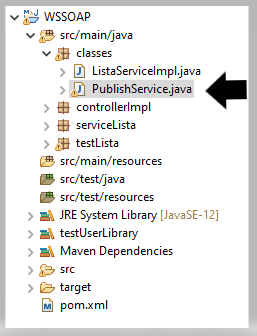 WSSOAP
src/main/java
classes
ListaServiceImpl.java
PublishService.java
controllerImpl
serviceLista
testLista
src/main/resources
src/test/java
src/test/resources
JRE System Library [JavaSE-12]
testUserLibrary
Maven Dependencies
src
target
pom.xml